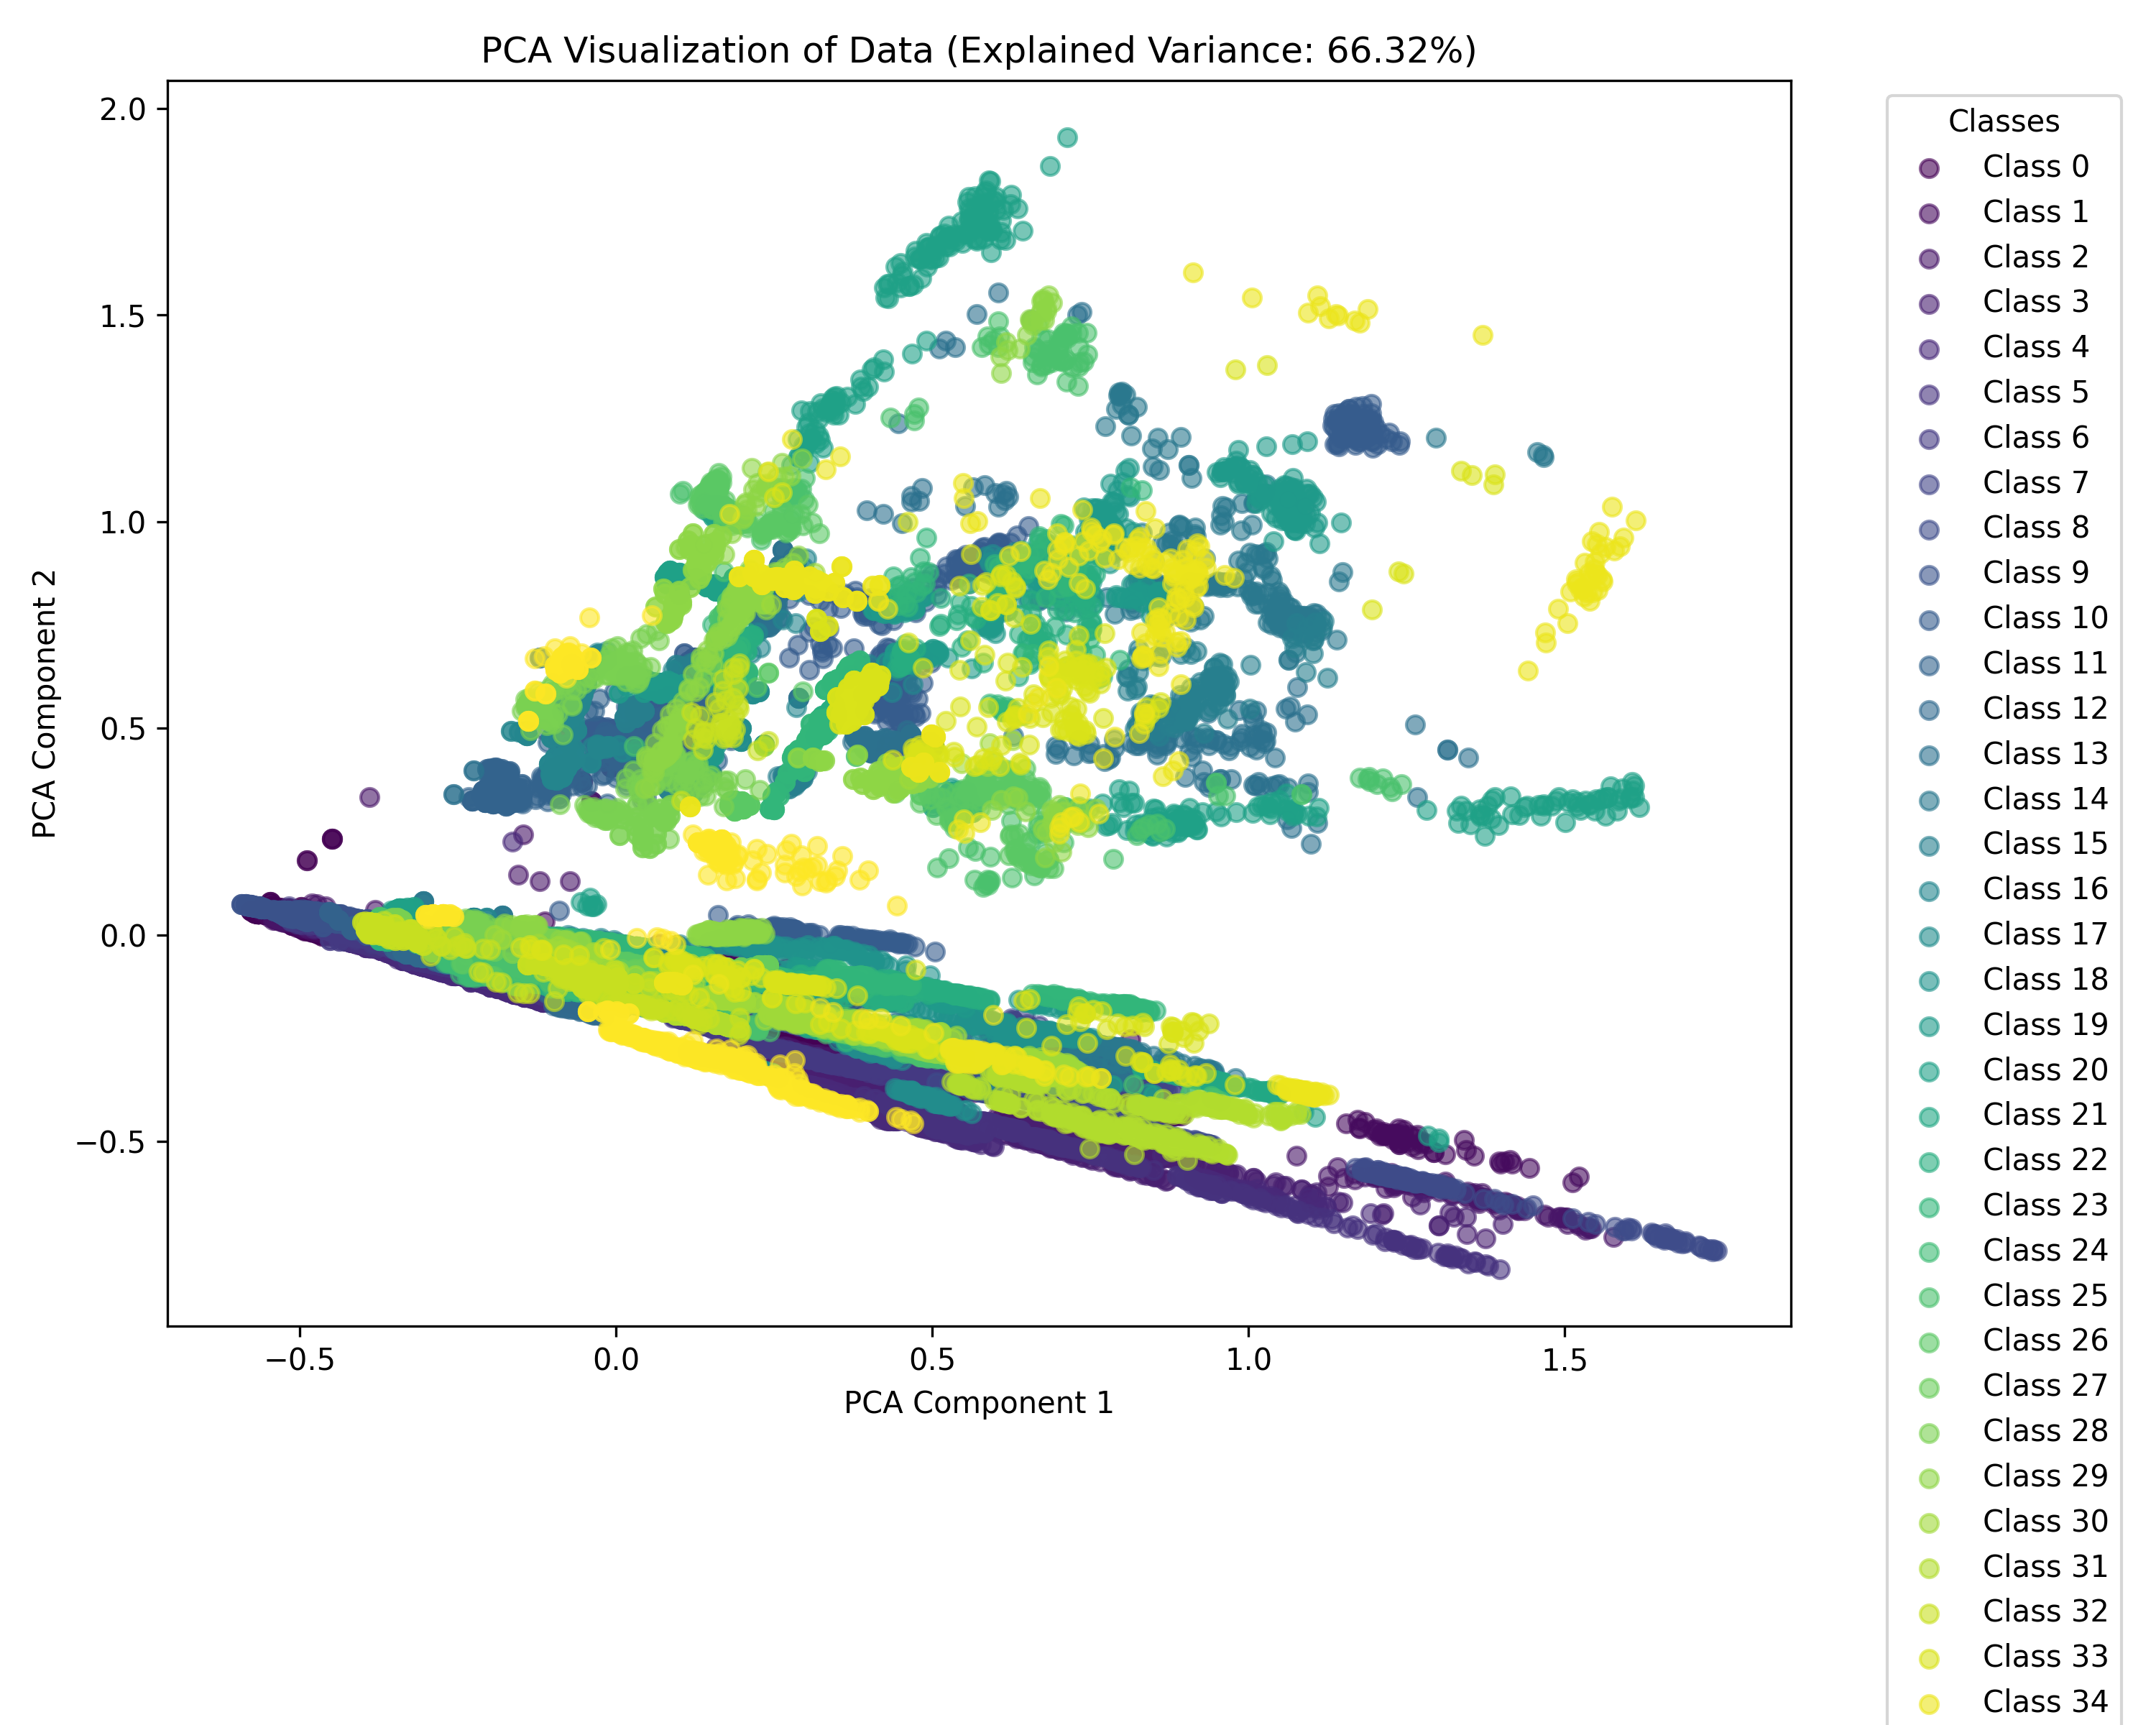 PCA Visualization of Data (Explained Variance: 66.32%)
2.0
1.5
1.0
0.5
0.0
−0.5
PCA Component 2
−0.5
0.0
0.5
1.0
1.5
PCA Component 1
Classes
Class 0
Class 1
Class 2
Class 3
Class 4
Class 5
Class 6
Class 7
Class 8
Class 9
Class 10
Class 11
Class 12
Class 13
Class 14
Class 15
Class 16
Class 17
Class 18
Class 19
Class 20
Class 21
Class 22
Class 23
Class 24
Class 25
Class 26
Class 27
Class 28
Class 29
Class 30
Class 31
Class 32
Class 33
Class 34